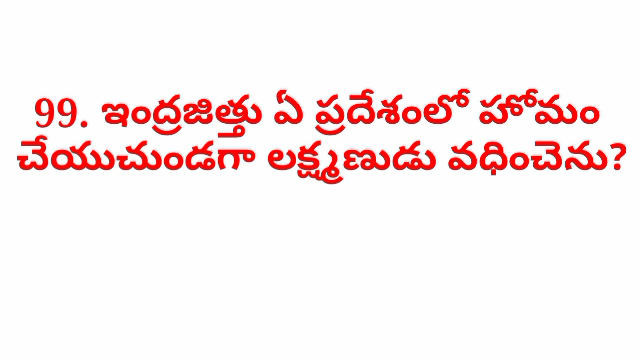 99. ఇంద్రజిత్తు ఏ ప్రదేశంలో హోమం
చేయుచుండగా లక్ష్మణుడు వధించెను?